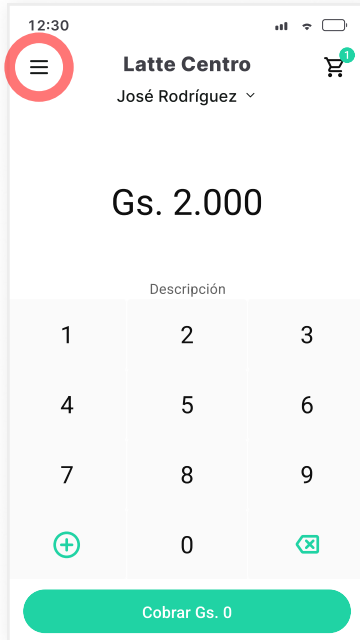 12:30
Latte Centro
1
José Rodríguez
Gs. 2.000
Descripción
1 2 3
4 5 6
7 8 9
0
Cobrar Gs. 0